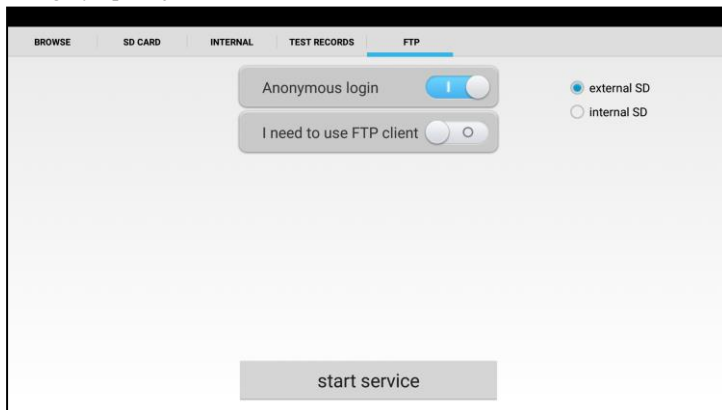 BROWSE SD CARD INTERNAL TEST RECORDS FTP
Anonymous login
external SD
internal SD
I need to use FTP client
start service